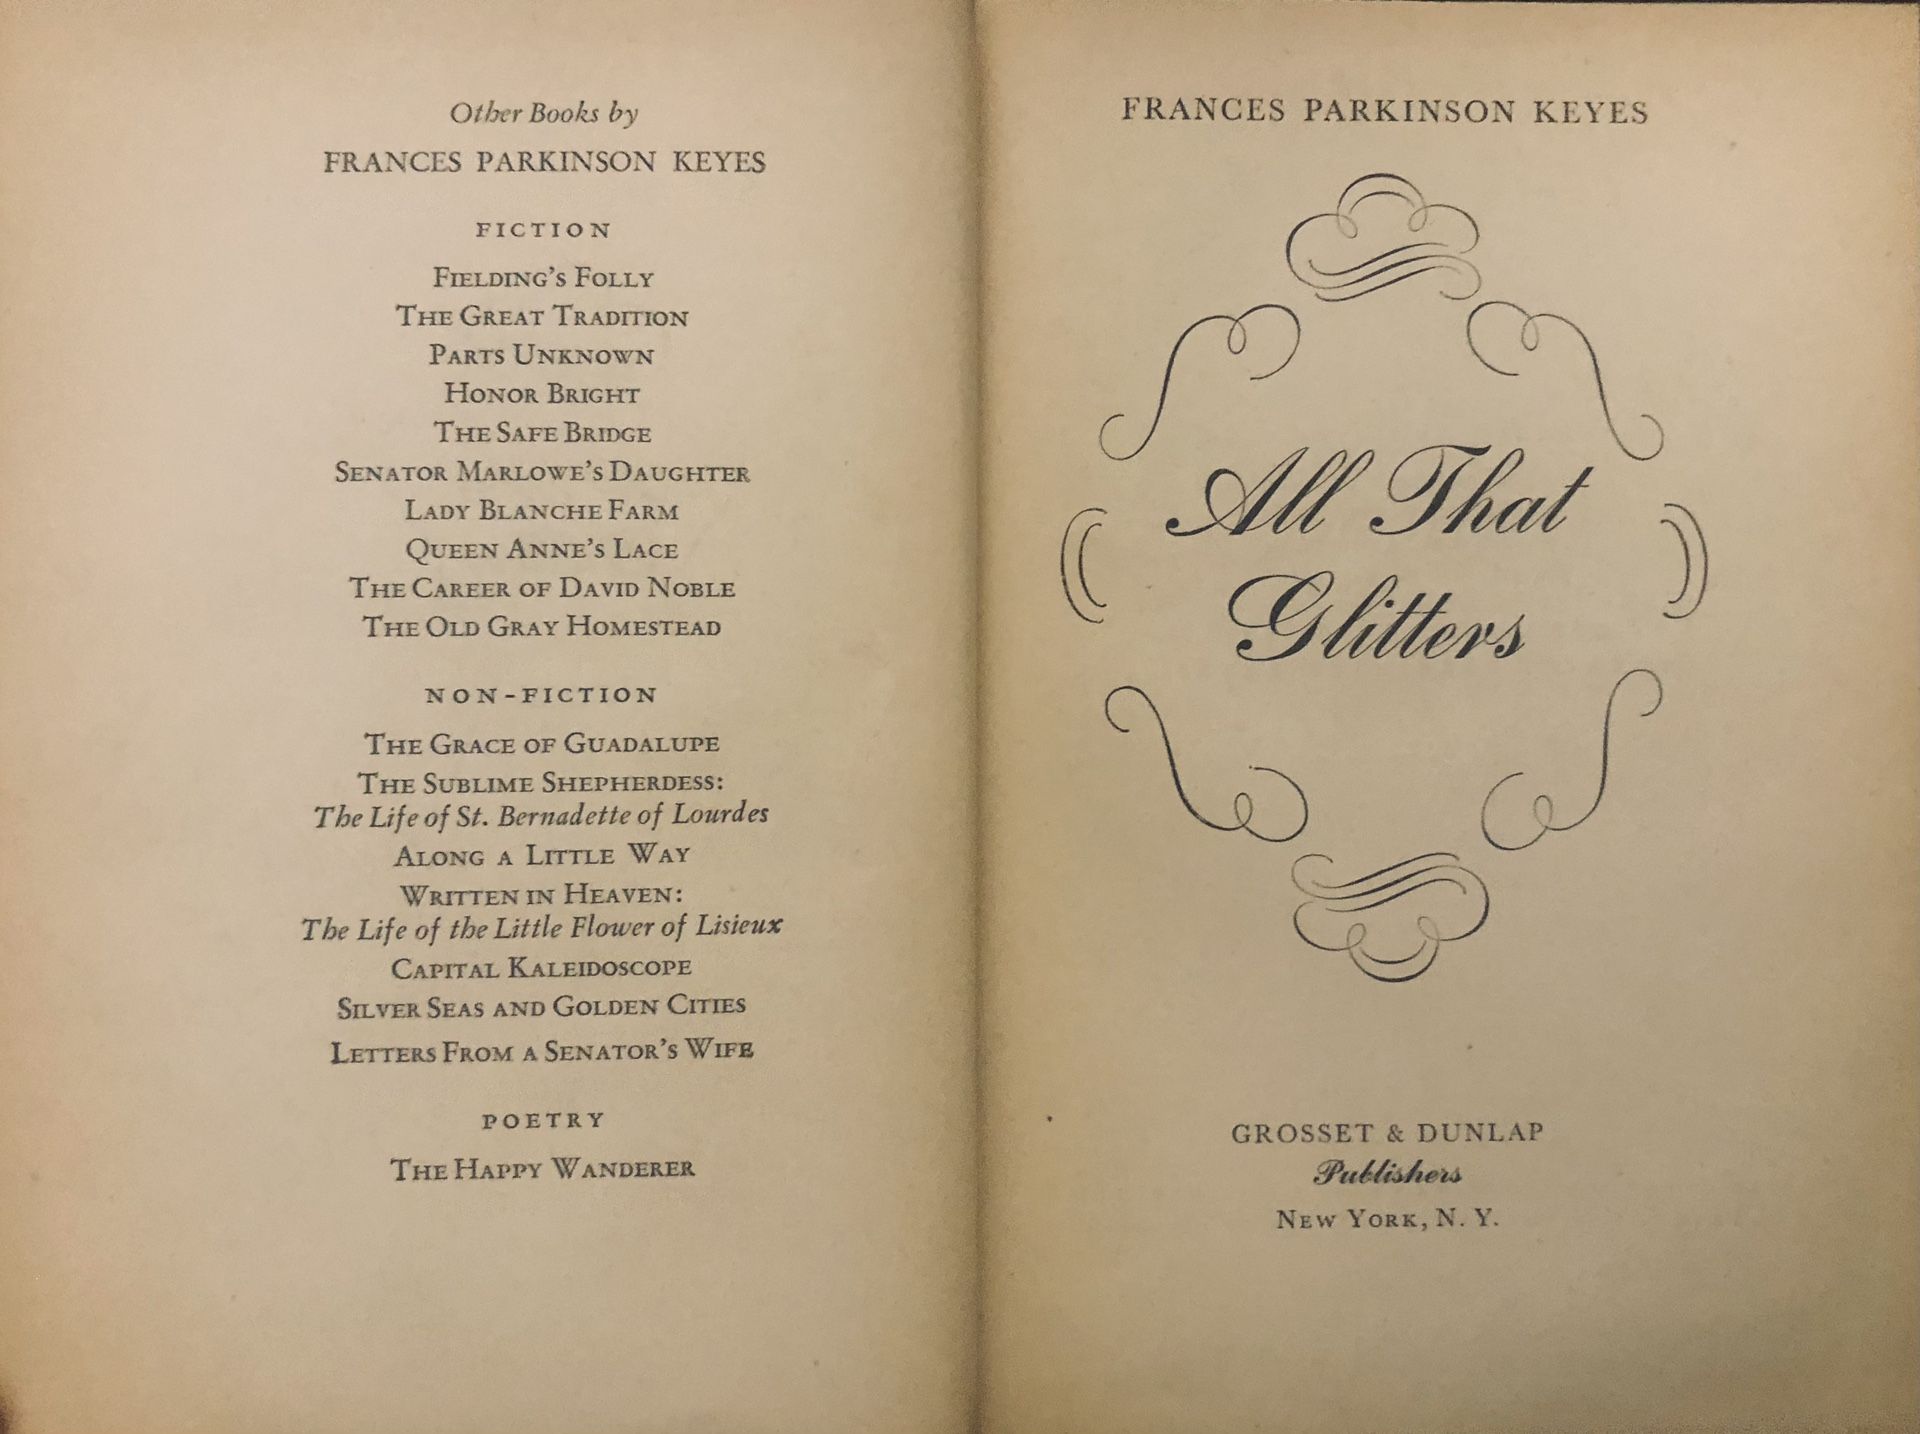 Other Books by
FRANCES PARKINSON KEYES
FICTION
FIELDING'S FOLLY
THE GREAT TRADITION
PARTS UNKNOWN
HONOR BRIGHT
THE SAFE BRIDGE
SENATOR MARLOWE'S DAUGHTER
LADY BLANCHE FARM
QUEEN ANNE'S LACE
THE CAREER OF DAVID NOBLE
THE OLD GRAY HOMESTEAD
NON-FICTION
THE GRACE OF GUADALUPE
THE SUBLIME SHEPHERDESS:
The Life of St. Bernadette of Lourdes
ALONG A LITTLE WAY
WRITTEN IN HEAVEN:
The Life of the Little Flower of Lisieux
CAPITAL KALEIDOSCOPE
SILVER SEAS AND GOLDEN CITIES
LETTERS FROM A SENATOR'S WIFE
POETRY
THE HAPPY WANDERER
FRANCES PARKINSON KEYES
All That
Glitters
GROSSET & DUNLAP
Publishers
NEW YORK, N. Y.